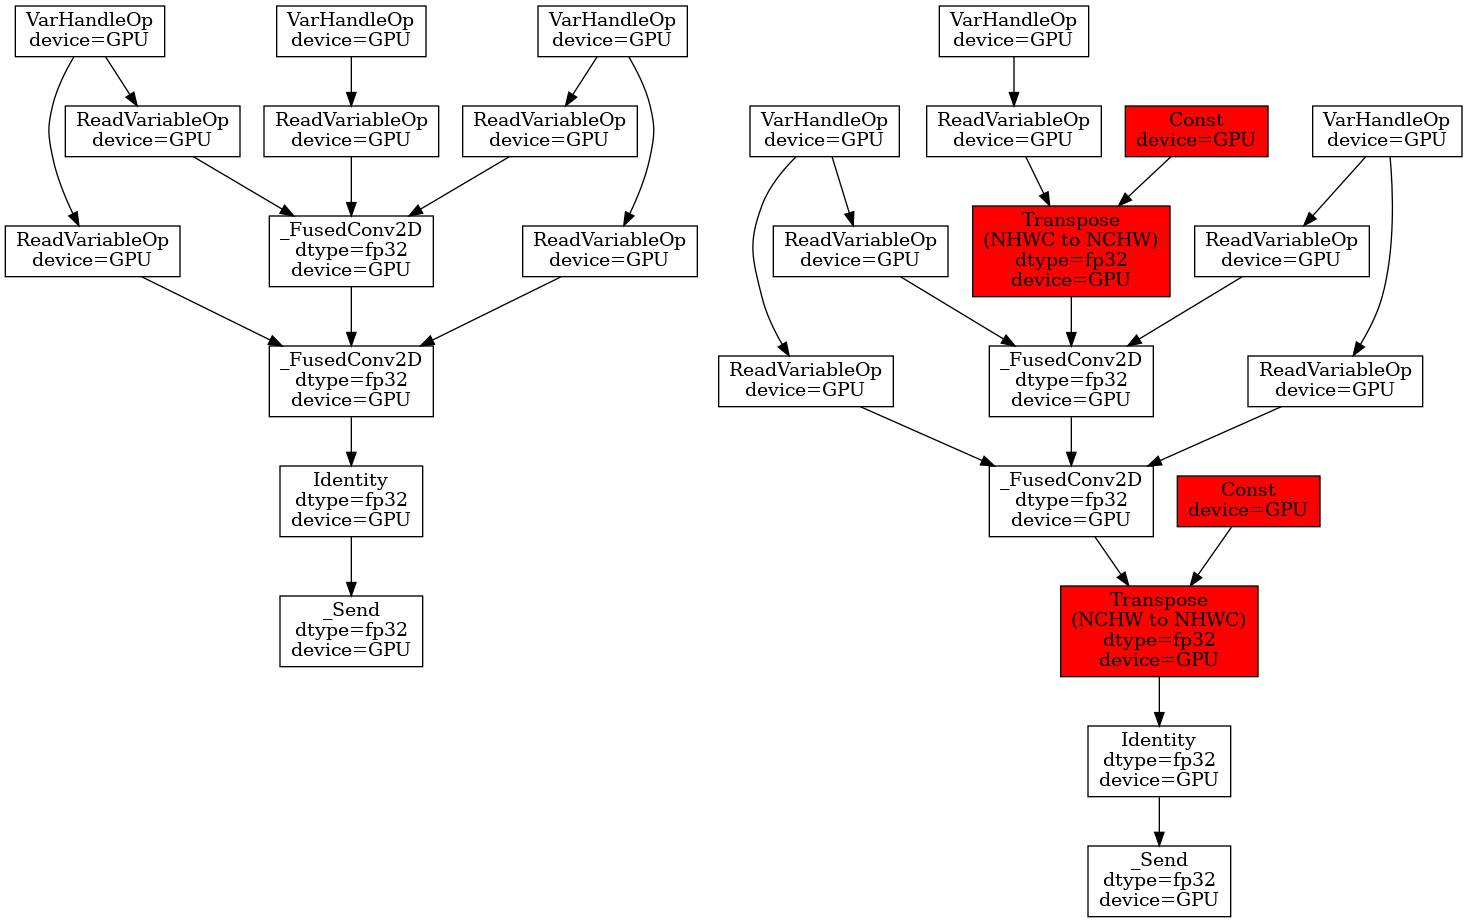 VarHandleOp
device=GPU
VarHandleOp
device=GPU
VarHandleOp
device=GPU
ReadVariableOp
device=GPU
ReadVariableOp
device=GPU
ReadVariableOp
device=GPU
ReadVariableOp
device=GPU
_FusedConv2D
dtype=fp32
device=GPU
ReadVariableOp
device=GPU
_FusedConv2D
dtype=fp32
device=GPU
Identity
dtype=fp32
device=GPU
_Send
dtype=fp32
device=GPU
VarHandleOp
device=GPU
VarHandleOp
device=GPU
ReadVariableOp
device=GPU
Const
device=GPU
VarHandleOp
device=GPU
ReadVariableOp
device=GPU
Transpose
(NHWC to NCHW)
dtype=fp32
device=GPU
ReadVariableOp
device=GPU
ReadVariableOp
device=GPU
_FusedConv2D
dtype=fp32
device=GPU
ReadVariableOp
device=GPU
_FusedConv2D
dtype=fp32
device=GPU
Const
device=GPU
Transpose
(NCHW to NHWC)
dtype=fp32
device=GPU
Identity
dtype=fp32
device=GPU
_Send
dtype=fp32
device=GPU